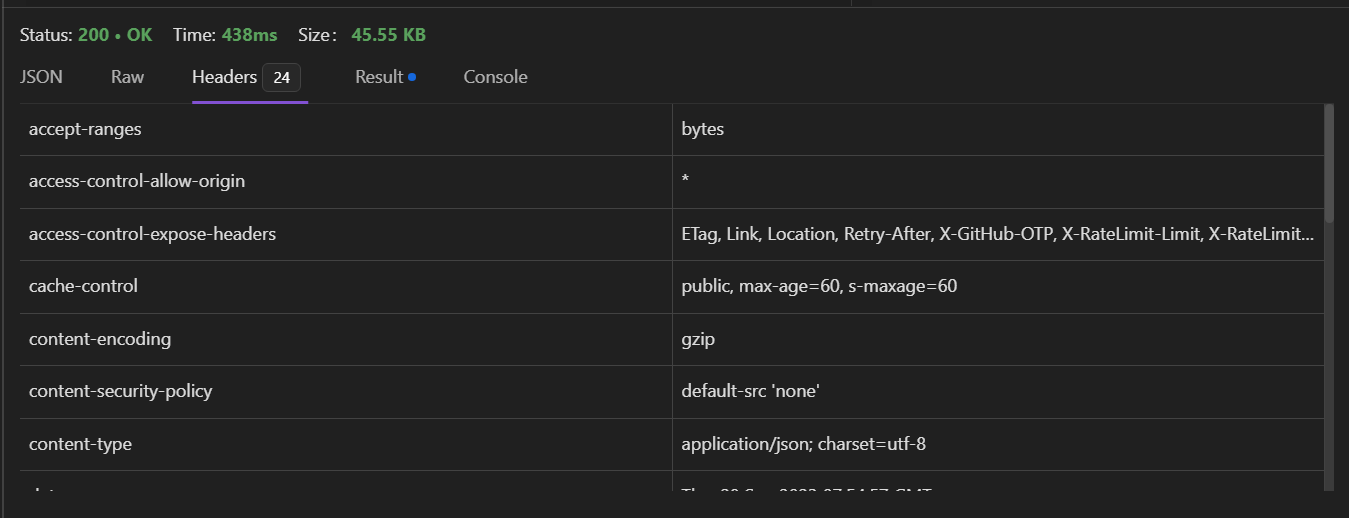 Status: 200 • OK Time: 438ms Size: 45.55 KB
JSON Raw Headers 24 Result Console
accept-ranges bytes
access-control-allow-origin *
access-control-expose-headers ETag, Link, Location, Retry-After, X-GitHub-OTP, X-RateLimit-Limit, X-RateLimit...
cache-control public, max-age=60, s-maxage=60
content-encoding gzip
content-security-policy default-src 'none'
content-type application/json; charset=utf-8